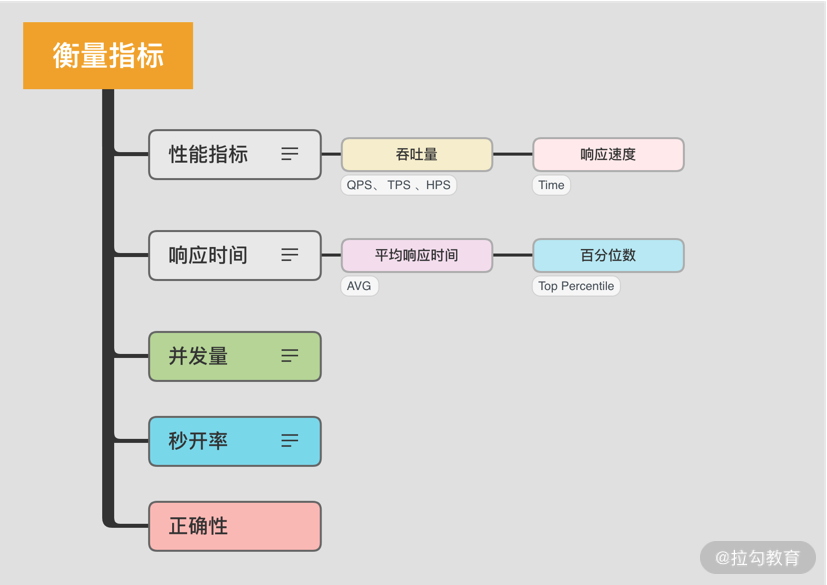 衡量指标
性能指标
吞吐量
响应速度
QPS、 TPS 、HPS
Time
响应时间
平均响应时间
百分位数
AVG
Top Percentile
并发量
秒开率
正确性
@拉勾教育